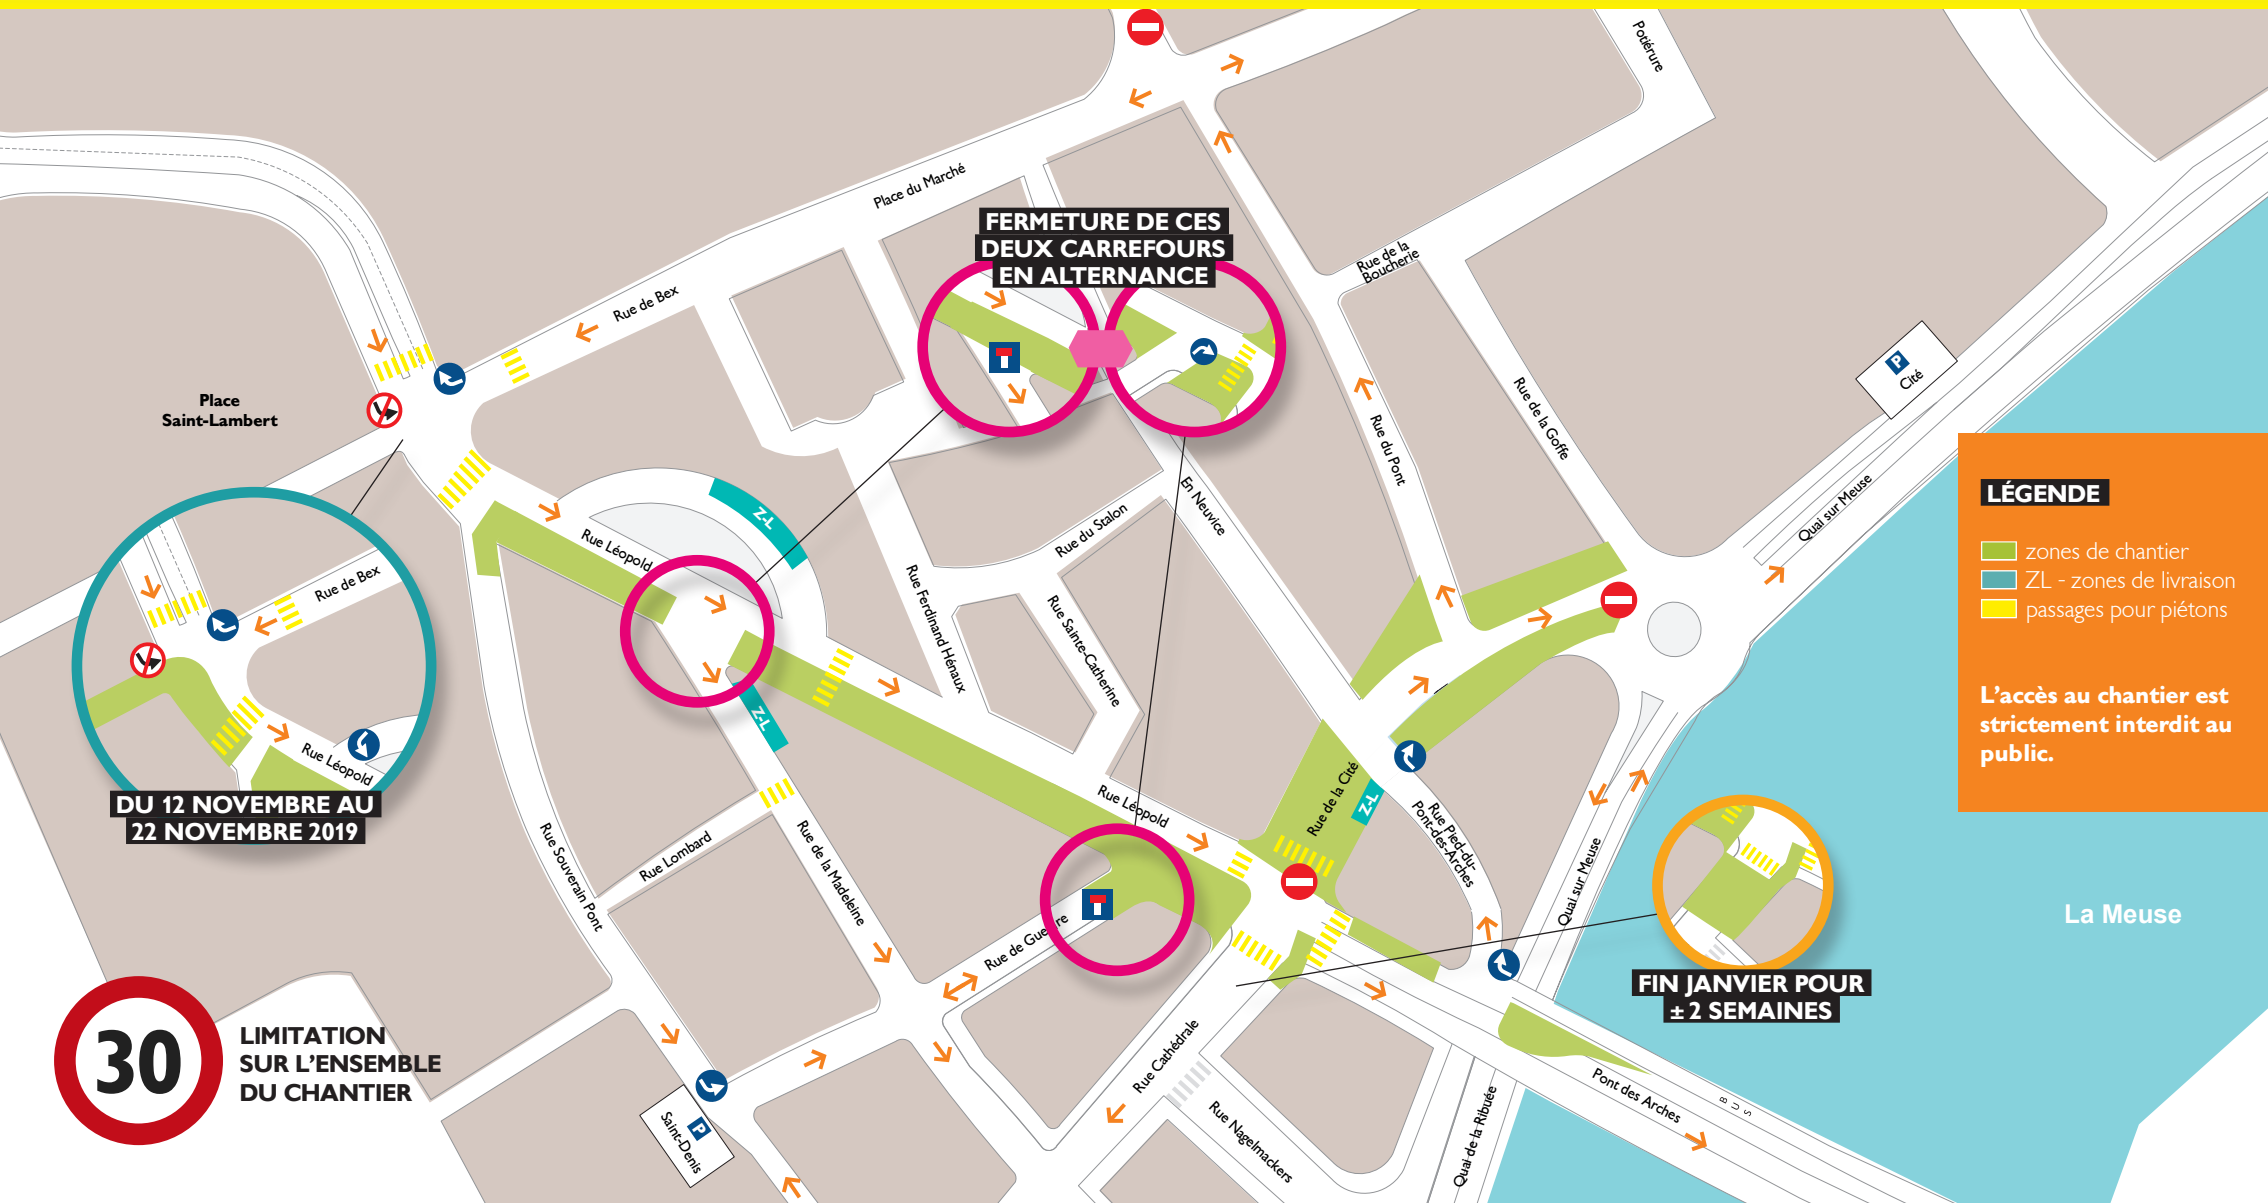 Potiérure
Place du Marché
FERMETURE DE CES
DEUX CARREFOURS
EN ALTERNANCE
Rue de la
Boucherie
Rue de Bex
Place
Saint-Lambert
P
Cité
Rue de la Goffe
Rue du Pont
Quai sur Meuse
En Neuvice
Rue du Stalon
Z-L
Rue Léopold
Rue Ferdinand Hénaux
Rue Sainte-Catherine
Z-L
Rue de Bex
Rue Léopold
DU 12 NOVEMBRE AU
22 NOVEMBRE 2019
LÉGENDE
zones de chantier
ZL - zones de livraison
passages pour piétons
L'accès au chantier est
strictement interdit au
public.
Rue Léopold
Rue de la Cité
Z-L
Rue Pied-du-
Pont-des-Arches
Quai sur Meuse
Rue Souverain Pont
Rue Lombard
Rue de la Madeleine
Rue de Guerre
La Meuse
FIN JANVIER POUR
± 2 SEMAINES
30
LIMITATION
SUR L'ENSEMBLE
DU CHANTIER
P
Saint-Denis
Rue Cathédrale
Rue Nagelmackers
Quai de la Ribuée
Pont des Arches
BUS